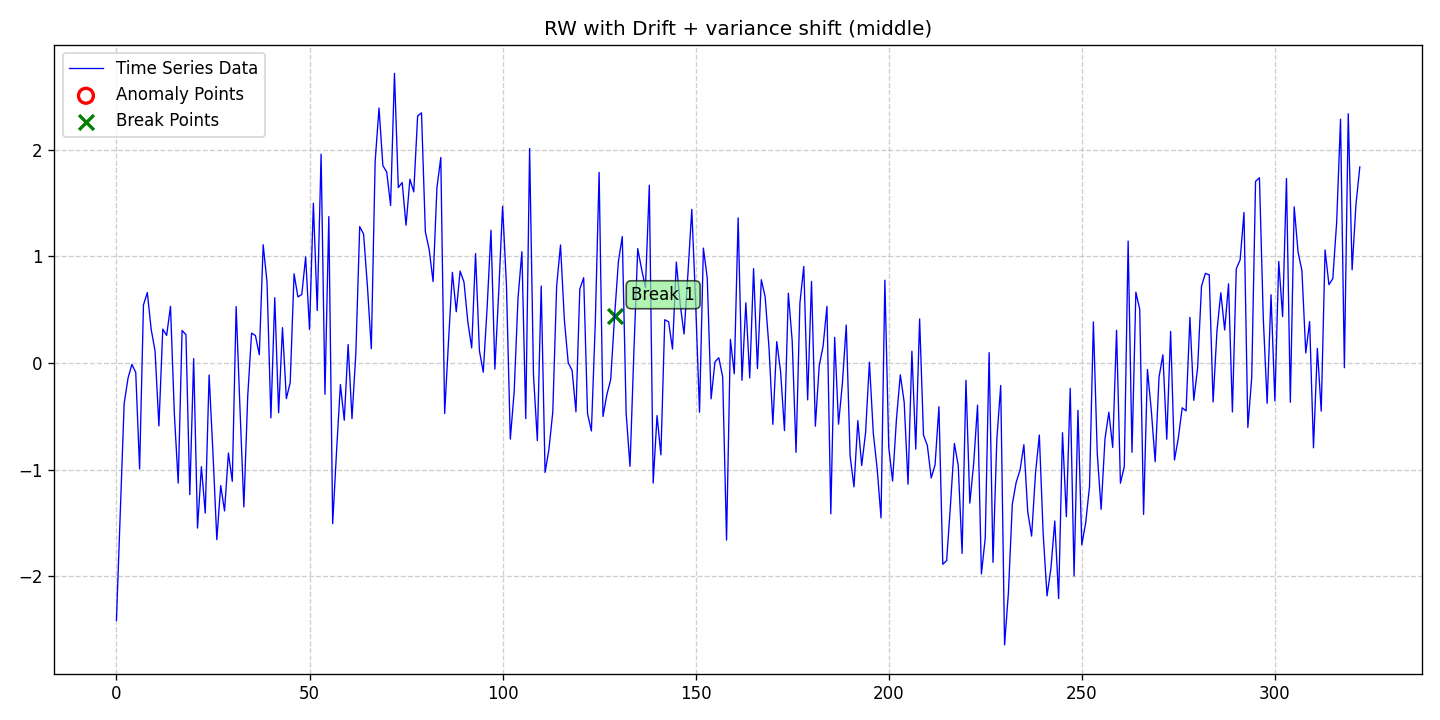 RW with Drift + variance shift (middle)
Time Series Data
Anomaly Points
Break Points
Break 1
2
1
0
−1
−2
0
50
100
150
200
250
300